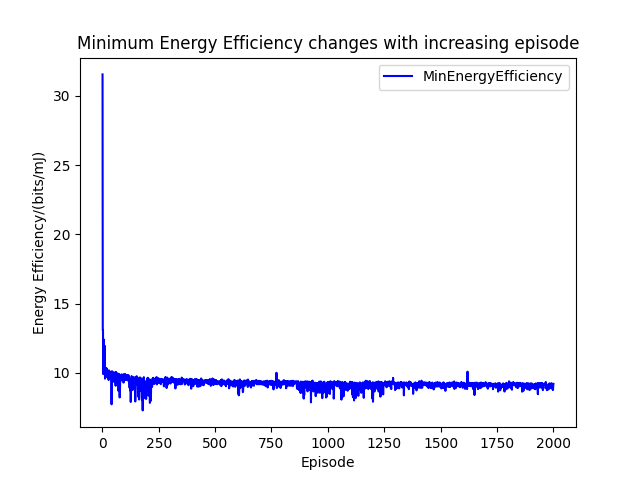 Minimum Energy Efficiency changes with increasing episode
MinEnergyEfficiency
Energy Efficiency/(bits/mJ)
30
25
20
15
10
0 250 500 750 1000 1250 1500 1750 2000
Episode